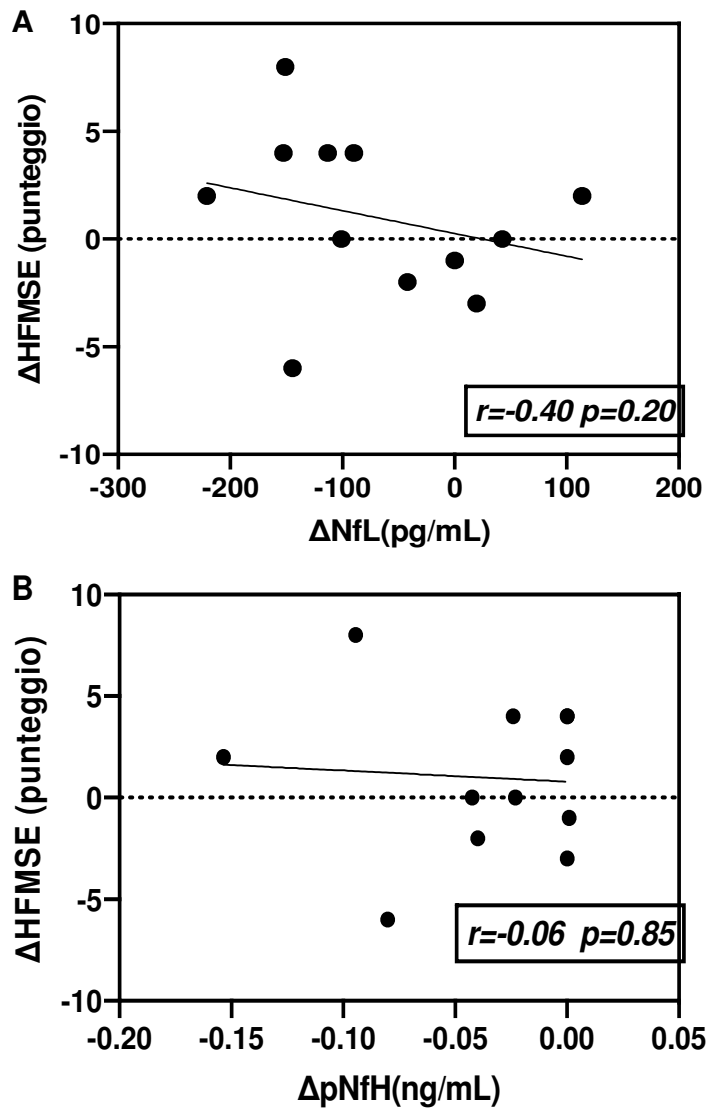 A
ΔHFMSE (punteggio)
10
5
0
-5
-10
-300 -200 -100 0 100 200
ΔNfL(pg/mL)
r=-0.40 p=0.20
B
ΔHFMSE (punteggio)
10
5
0
-5
-10
-0.20 -0.15 -0.10 -0.05 0.00 0.05
ΔpNfH(ng/mL)
r=-0.06 p=0.85